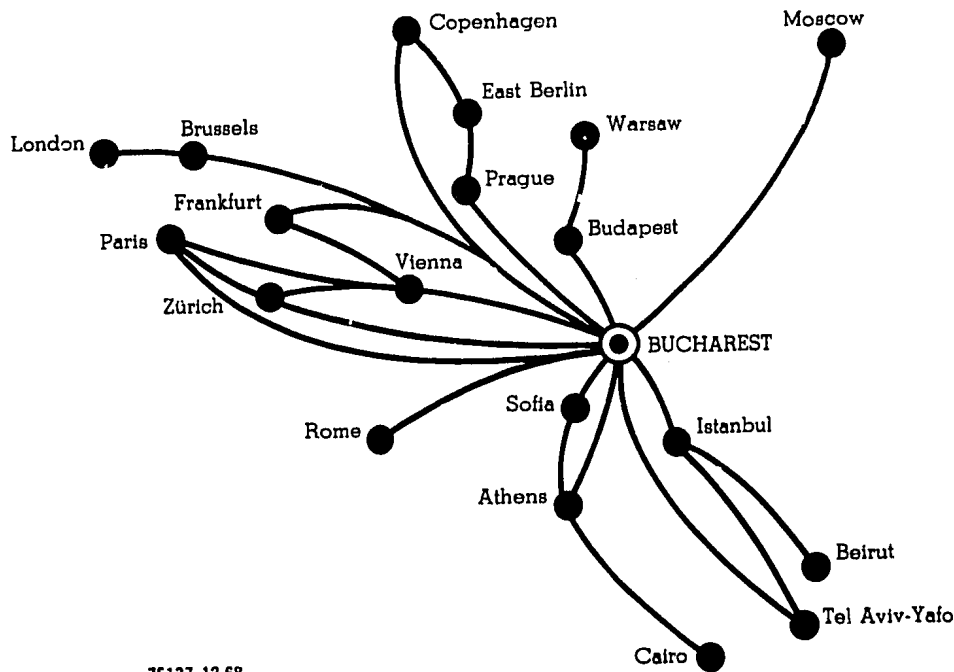 Copenhagen
Moscow
East Berlin
Warsaw
London
Brussels
Prague
Frankfurt
Budapest
Paris
Vienna
Zürich
BUCHAREST
Sofia
Istanbul
Rome
Athens
Beirut
Tel Aviv-Yafo
Cairo